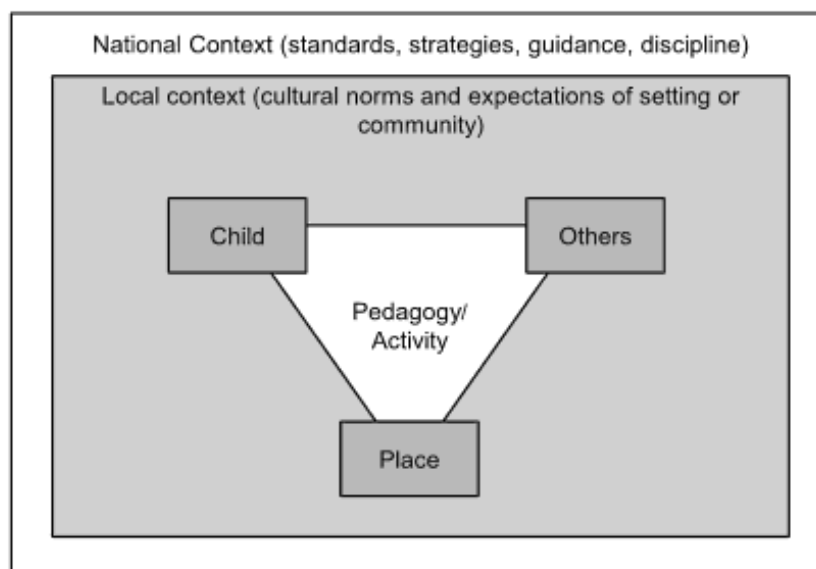 National Context (standards, strategies, guidance, discipline)
Local context (cultural norms and expectations of setting or
community)
Child
Others
Pedagogy/
Activity
Place